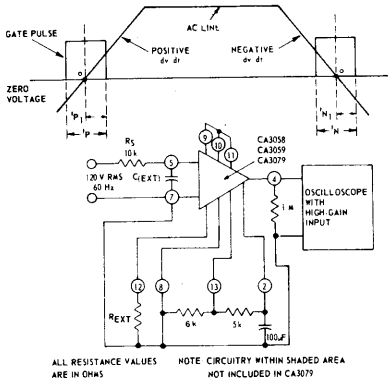 AC LINE
GATE PULSE
POSITIVE
dv dt
NEGATIVE
dv dt
ZERO
VOLTAGE
tP1
tP
tN1
tN
9
10
11
CA3058
CA3059
CA3079
RS
10k
5
C(EXT)
120 V RMS
60 Hz
7
4
1 M
OSCILLOSCOPE
WITH
HIGH-GAIN
INPUT
12
8
13
2
REXT
6k
5k
100µF
ALL RESISTANCE VALUES
ARE IN OHMS
NOTE CIRCUITRY WITHIN SHADED AREA
NOT INCLUDED IN CA3079